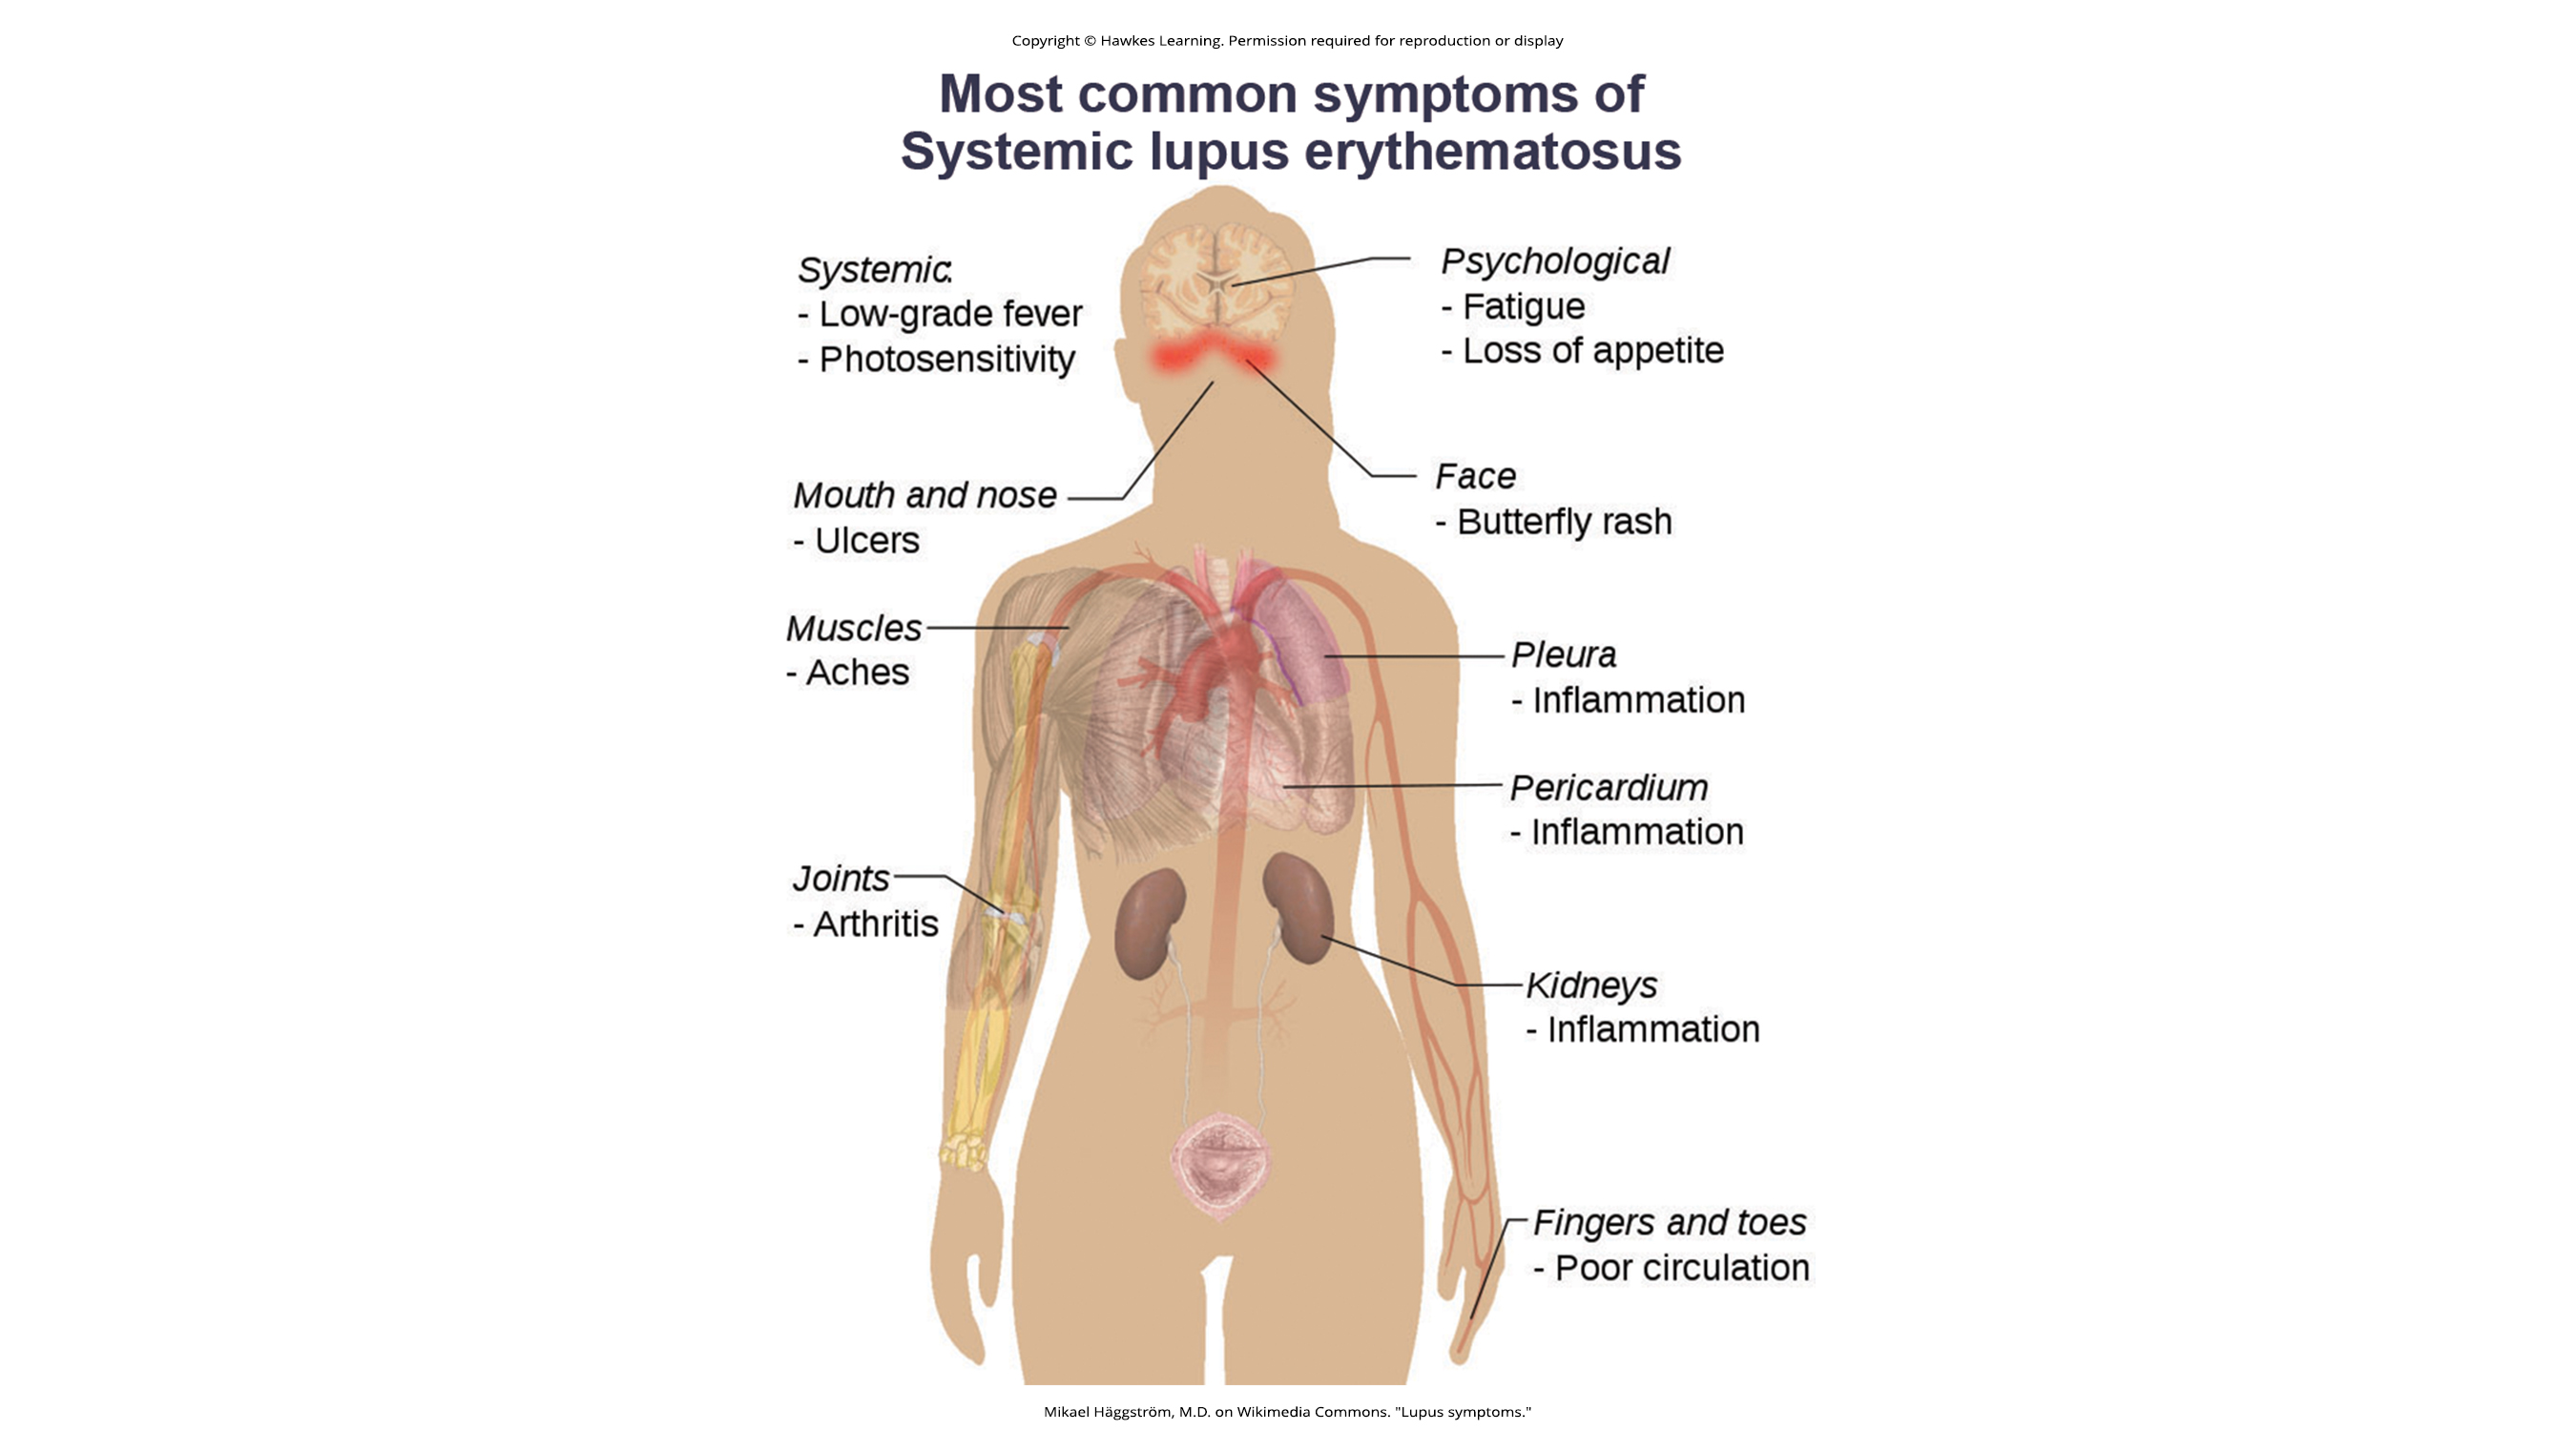 Copyright © Hawkes Learning. Permission required for reproduction or display
Most common symptoms of
Systemic lupus erythematosus
Systemic:
- Low-grade fever
- Photosensitivity
Psychological
- Fatigue
- Loss of appetite
Mouth and nose
- Ulcers
Face
- Butterfly rash
Muscles
- Aches
Pleura
- Inflammation
Pericardium
- Inflammation
Joints
- Arthritis
Kidneys
- Inflammation
Fingers and toes
- Poor circulation
Mikael Häggström, M.D. on Wikimedia Commons. "Lupus symptoms."